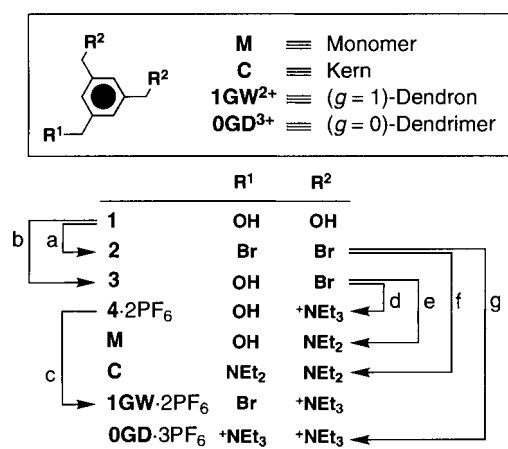 R² M ≡ Monomer
R² C ≡ Kern
1GW²⁺ ≡ (g = 1)-Dendron
R¹ 0GD³⁺ ≡ (g = 0)-Dendrimer
R¹ R²
b a 1 OH OH
2 Br Br
3 OH Br d e f g
4·2PF₆ OH ⁺NEt₃
M OH NEt₂
c C NEt₂ NEt₂
1GW·2PF₆ Br ⁺NEt₃
0GD·3PF₆ ⁺NEt₃ ⁺NEt₃